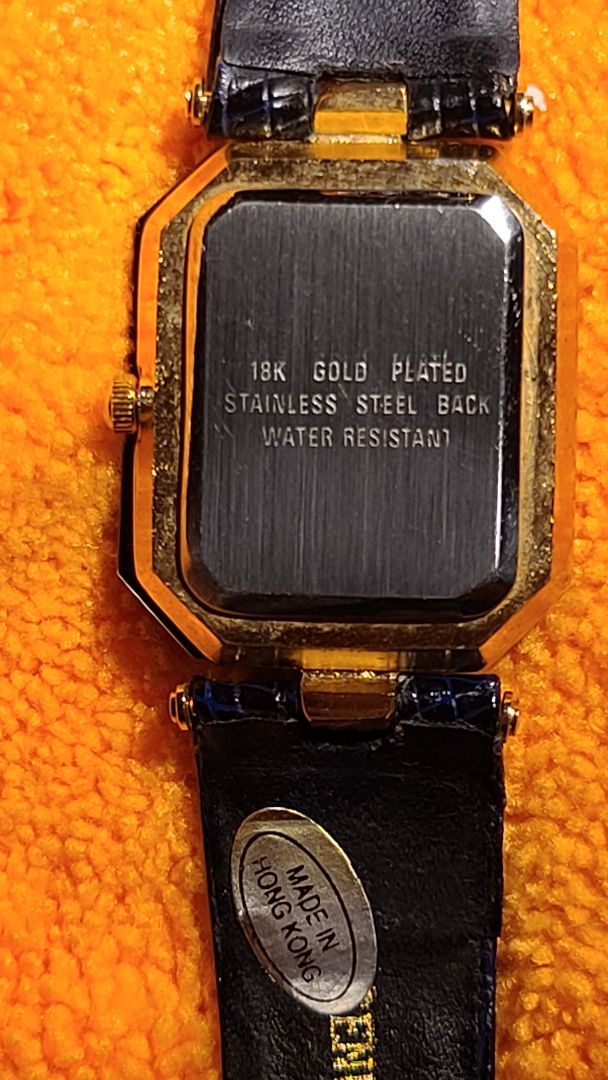 18K GOLD PLATED
STAINLESS STEEL BACK
WATER RESISTANT
MADE IN
HONG KONG